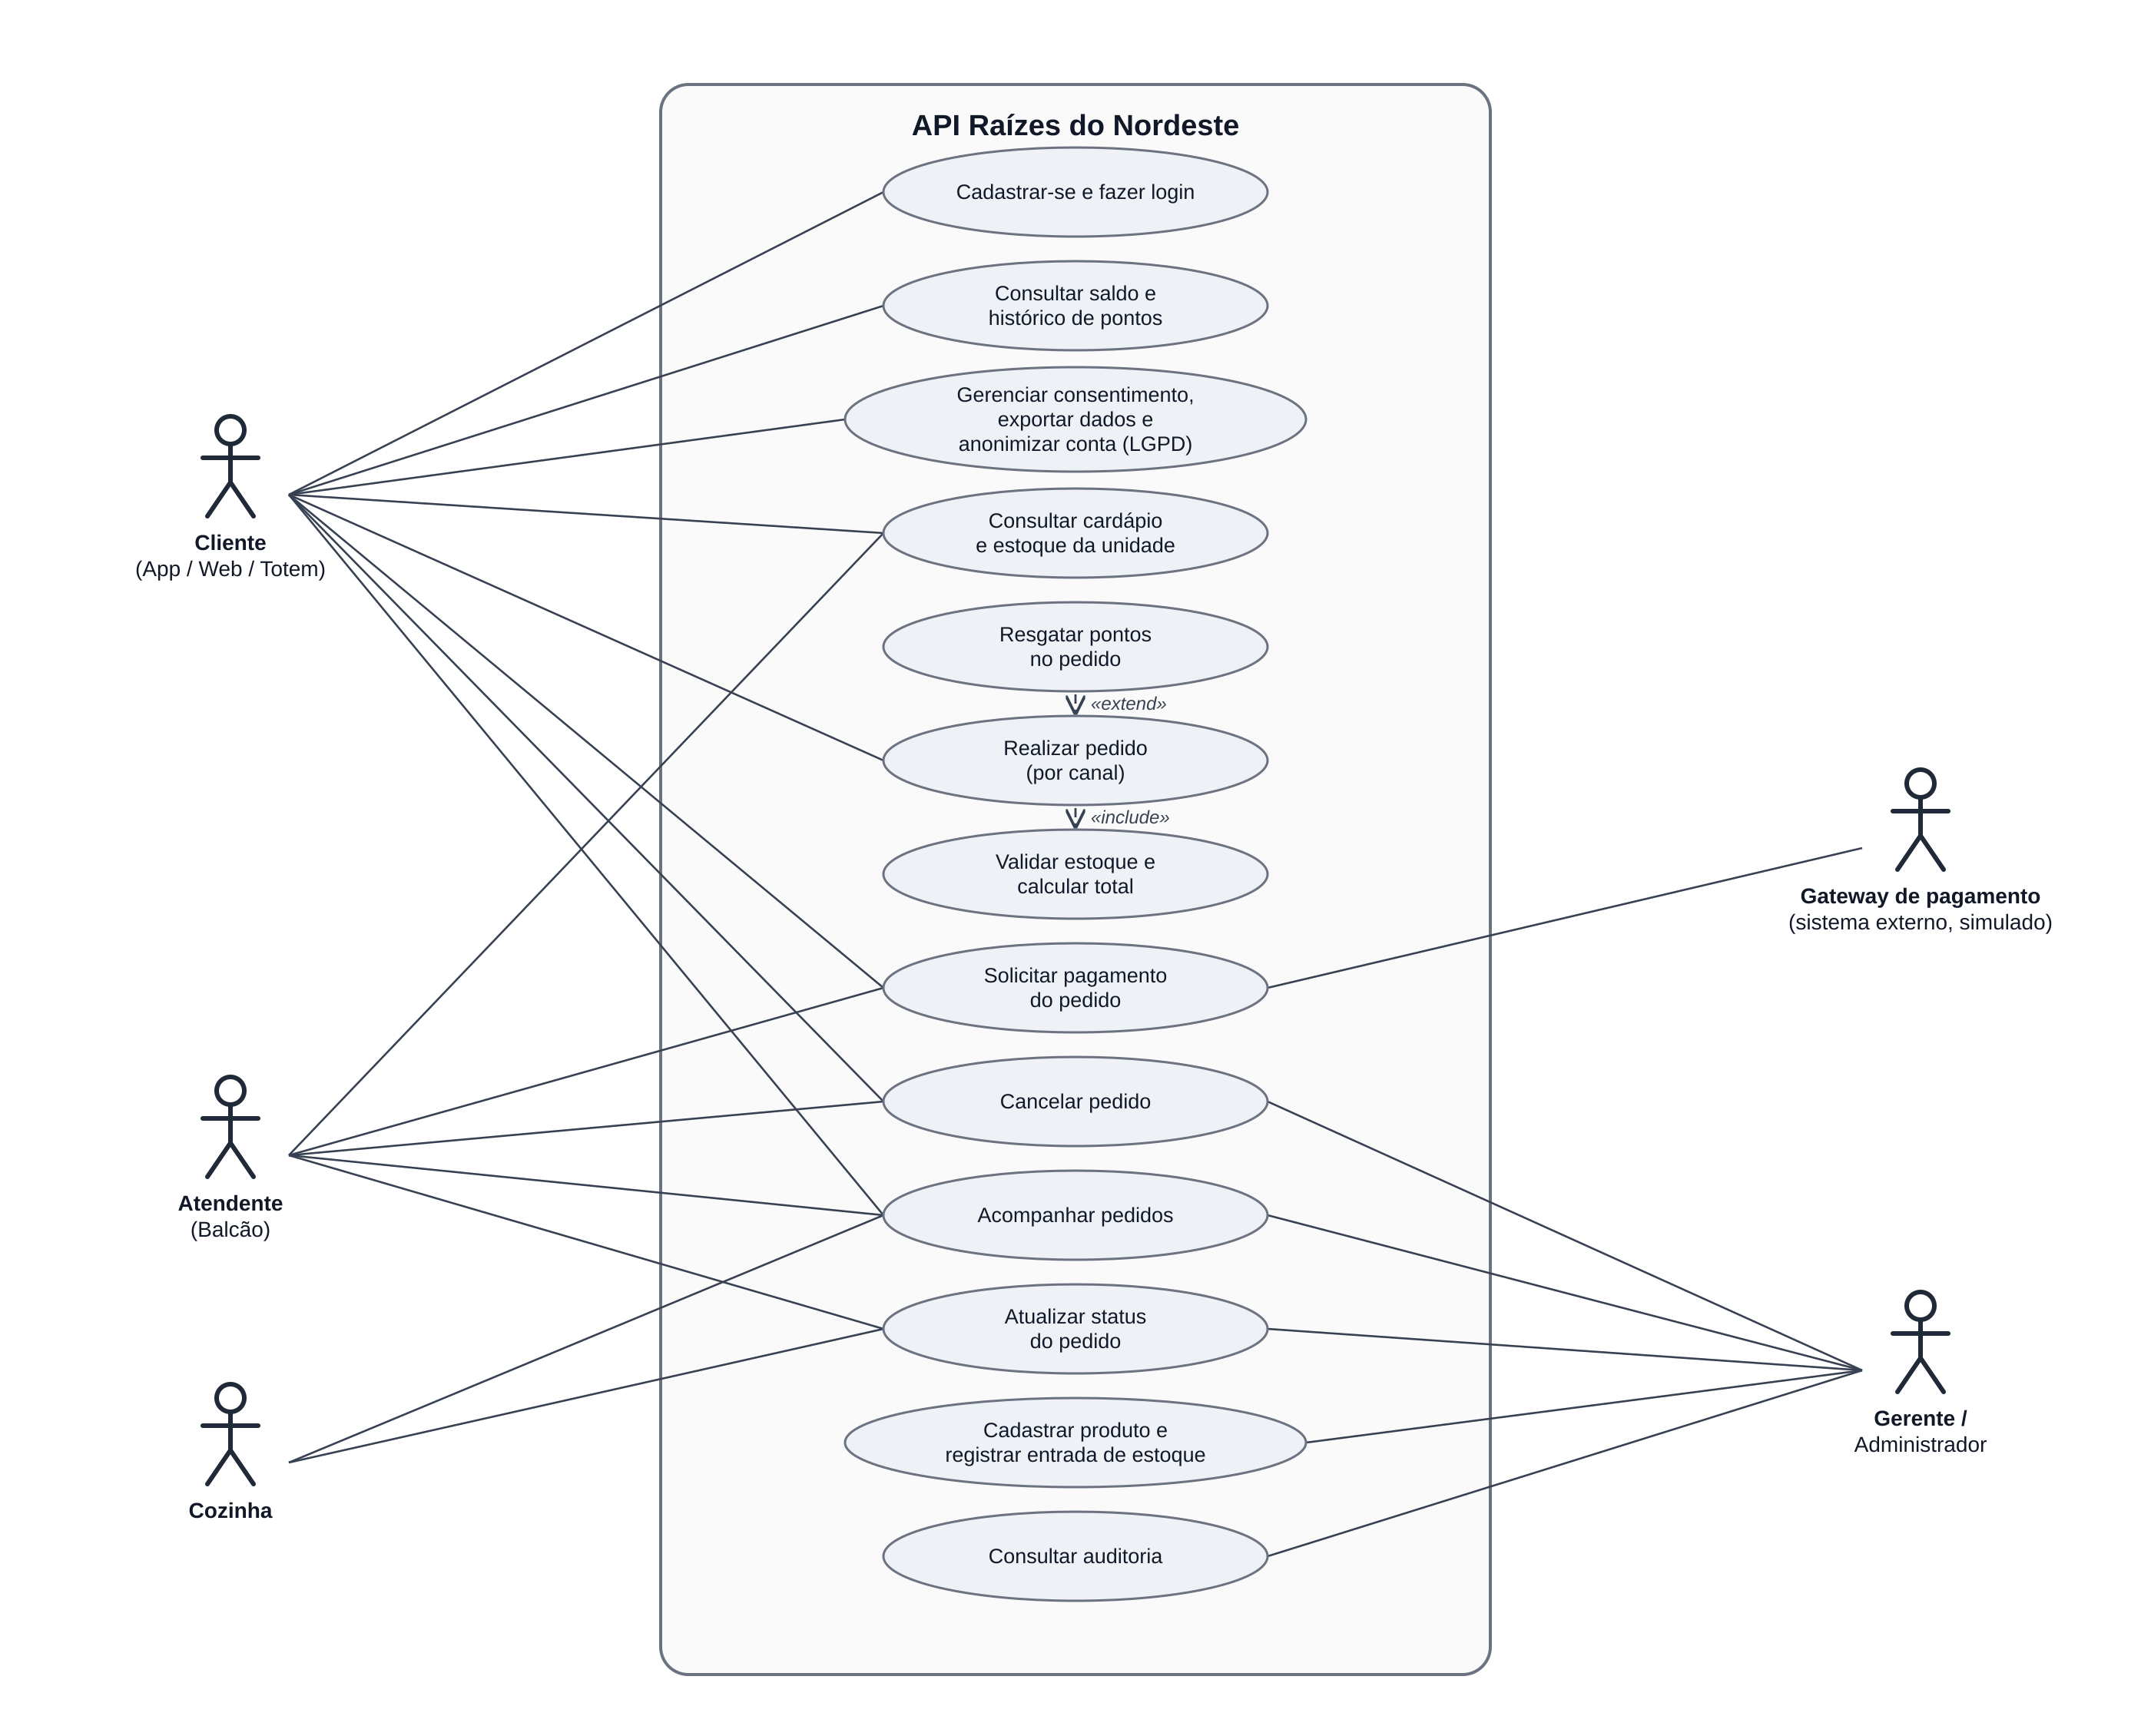 API Raízes do Nordeste
Cadastrar-se e fazer login
Consultar saldo e
histórico de pontos
Gerenciar consentimento,
exportar dados e
anonimizar conta (LGPD)
Cliente
(App / Web / Totem)
Consultar cardápio
e estoque da unidade
Resgatar pontos
no pedido
«extend»
Realizar pedido
(por canal)
«include»
Validar estoque e
calcular total
Gateway de pagamento
(sistema externo, simulado)
Solicitar pagamento
do pedido
Cancelar pedido
Atendente
(Balcão)
Acompanhar pedidos
Atualizar status
do pedido
Cadastrar produto e
registrar entrada de estoque
Gerente /
Administrador
Cozinha
Consultar auditoria